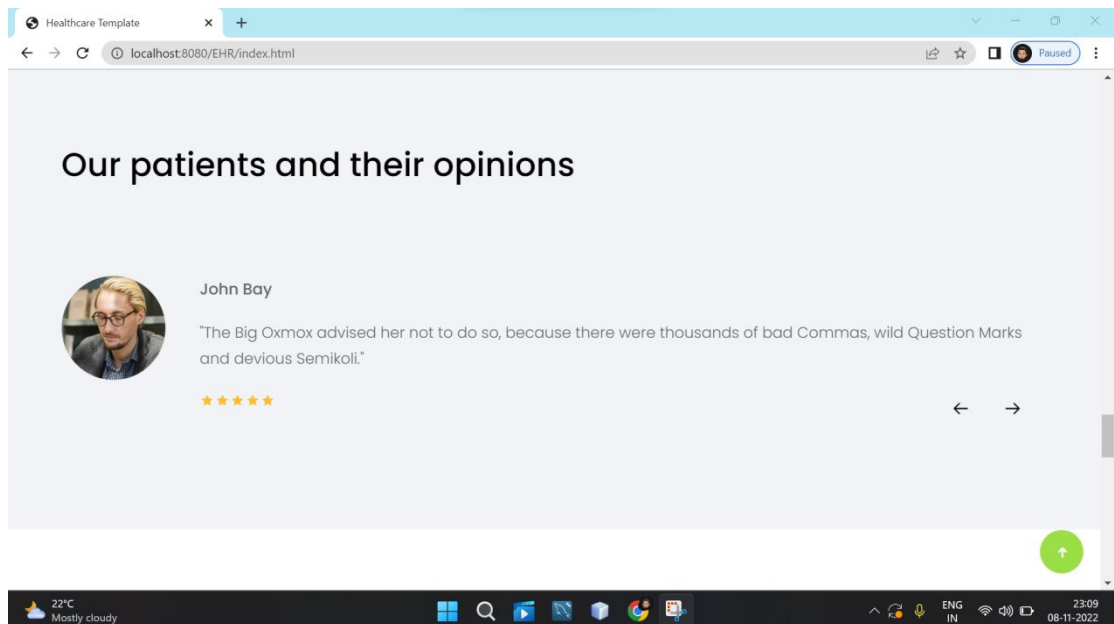 Healthcare Template
localhost:8080/EHR/index.html
Paused
Our patients and their opinions
John Bay
"The Big Oxmox advised her not to do so, because there were thousands of bad Commas, wild Question Marks
and devious Semikoli."
22°C
Mostly cloudy
ENG
IN
23:09
08-11-2022